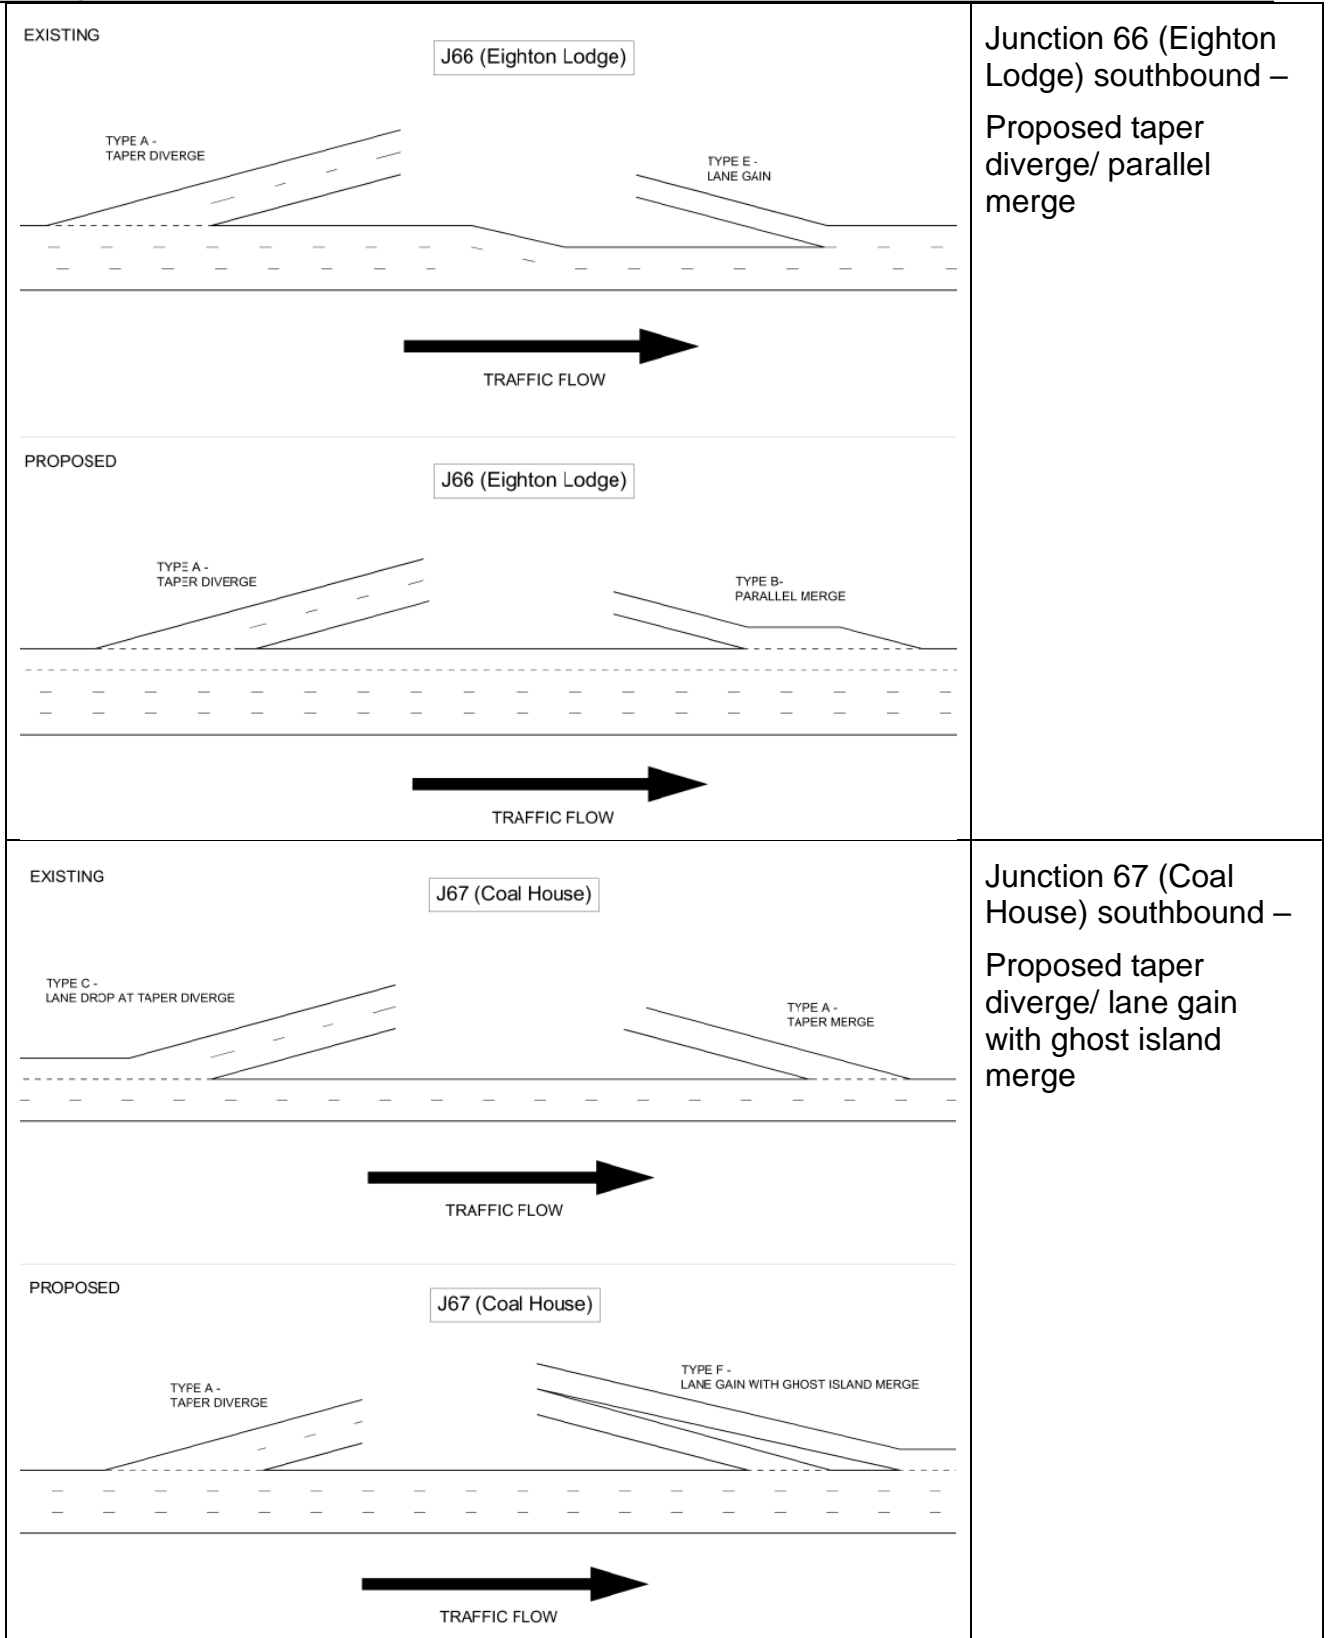 EXISTING
J66 (Eighton Lodge)
TYPE A -
TAPER DIVERGE
TYPE E -
LANE GAIN
TRAFFIC FLOW
PROPOSED
J66 (Eighton Lodge)
TYPE A -
TAPER DIVERGE
TYPE B-
PARALLEL MERGE
TRAFFIC FLOW
Junction 66 (Eighton
Lodge) southbound –
Proposed taper
diverge/ parallel
merge
EXISTING
J67 (Coal House)
TYPE C -
LANE DROP AT TAPER DIVERGE
TYPE A -
TAPER MERGE
TRAFFIC FLOW
PROPOSED
J67 (Coal House)
TYPE A -
TAPER DIVERGE
TYPE F -
LANE GAIN WITH GHOST ISLAND MERGE
TRAFFIC FLOW
Junction 67 (Coal
House) southbound –
Proposed taper
diverge/ lane gain
with ghost island
merge